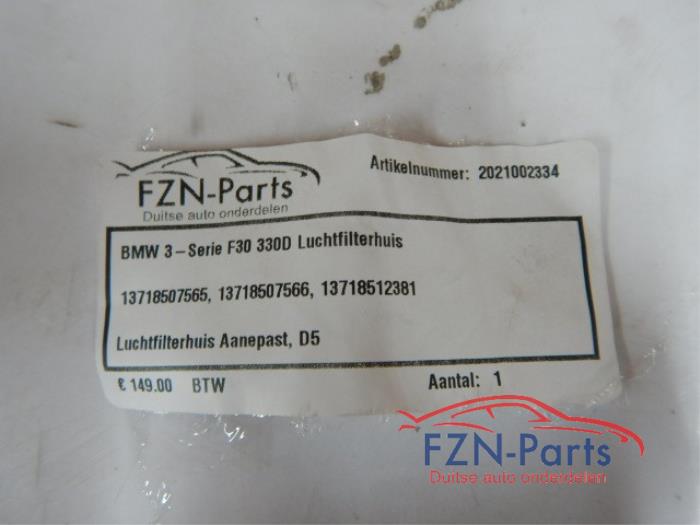 FZN-Parts
Duitse auto onderdelen
Artikelnummer: 2021002334
BMW 3-Serie F30 330D Luchtfilterhuis
13718507565, 13718507566, 13718512381
Luchtfilterhuis Aanepast, D5
€ 149.00 BTW
Aantal: 1
FZN-Parts
Duitse auto onderdelen